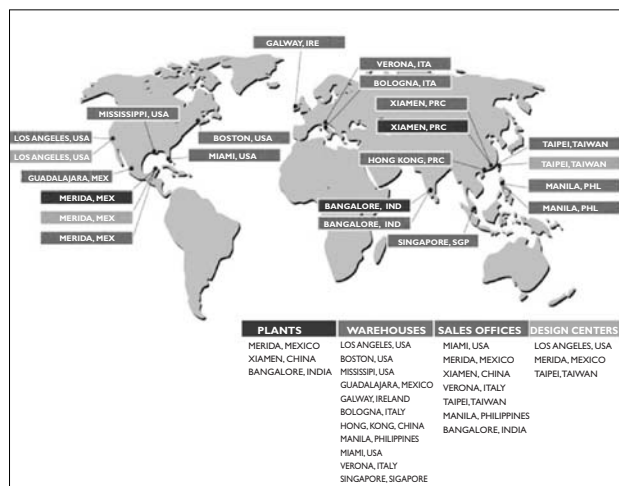 GALWAY, IRE
VERONA, ITA
BOLOGNA, ITA
XIAMEN, PRC
MISSISSIPPI, USA
XIAMEN, PRC
LOS ANGELES, USA
BOSTON, USA
TAIPEI,TAIWAN
LOS ANGELES, USA
MIAMI, USA
HONG KONG, PRC
TAIPEI,TAIWAN
GUADALAJARA, MEX
MANILA, PHL
MERIDA, MEX
BANGALORE, IND
MANILA, PHL
MERIDA, MEX
BANGALORE, IND
MERIDA, MEX
SINGAPORE, SGP
PLANTS
MERIDA, MEXICO
XIAMEN, CHINA
BANGALORE, INDIA
WAREHOUSES
LOS ANGELES, USA
BOSTON, USA
MISSISIPI, USA
GUADALAJARA, MEXICO
GALWAY, IRELAND
BOLOGNA, ITALY
HONG, KONG, CHINA
MANILA, PHILIPPINES
MIAMI, USA
VERONA, ITALY
SINGAPORE, SIGAPORE
SALES OFFICES
MIAMI, USA
MERIDA, MEXICO
XIAMEN, CHINA
VERONA, ITALY
TAIPEI,TAIWAN
MANILA, PHILIPPINES
BANGALORE, INDIA
DESIGN CENTERS
LOS ANGELES, USA
MERIDA, MEXICO
TAIPEI,TAIWAN